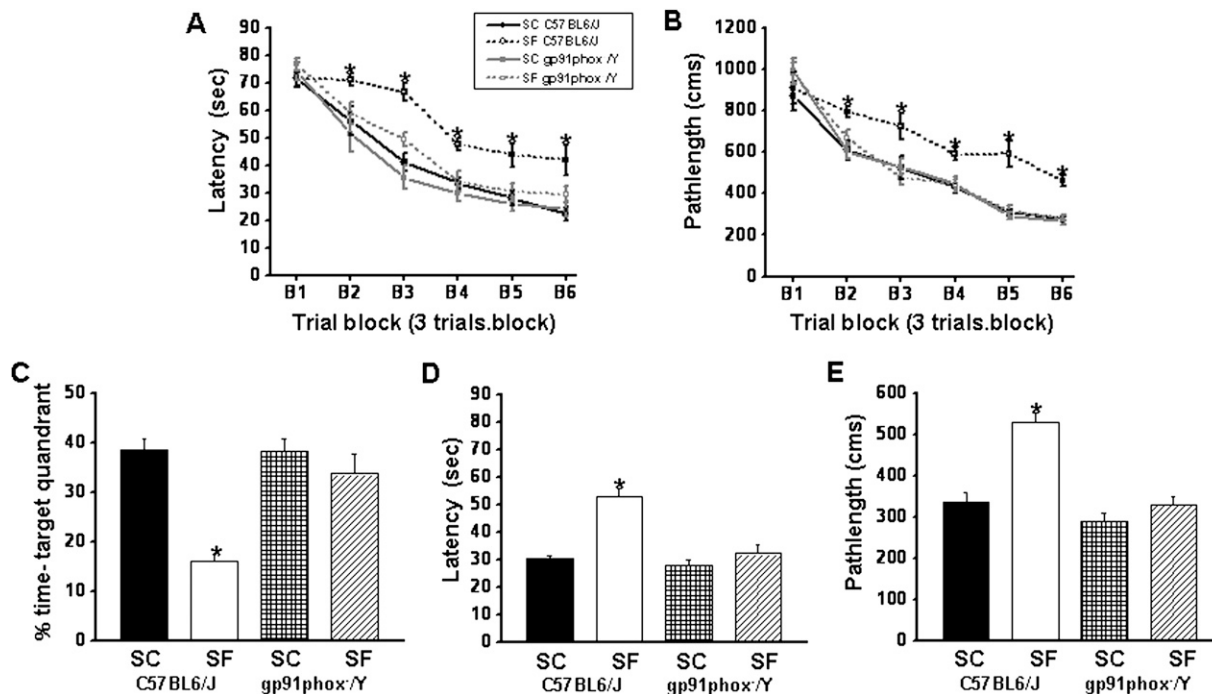 A
Latency (sec)
90
80
70
60
50
40
30
20
10
0
* * * * *
B1 B2 B3 B4 B5 B6
Trial block (3 trials.block)
SC C57BL6/J
SF C57BL6/J
SC gp91phox-/Y
SF gp91phox-/Y
B
Pathlength (cms)
1200
1000
800
600
400
200
0
* * * * *
B1 B2 B3 B4 B5 B6
Trial block (3 trials.block)
C
% time- target quandrant
50
40
30
20
10
0
*
SC SF SC SF
C57BL6/J gp91phox-/Y
D
Latency (sec)
90
80
70
60
50
40
30
20
10
0
*
SC SF SC SF
C57BL6/J gp91phox-/Y
E
Pathlength (cms)
600
500
400
300
200
100
0
*
SC SF SC SF
C57BL6/J gp91phox-/Y